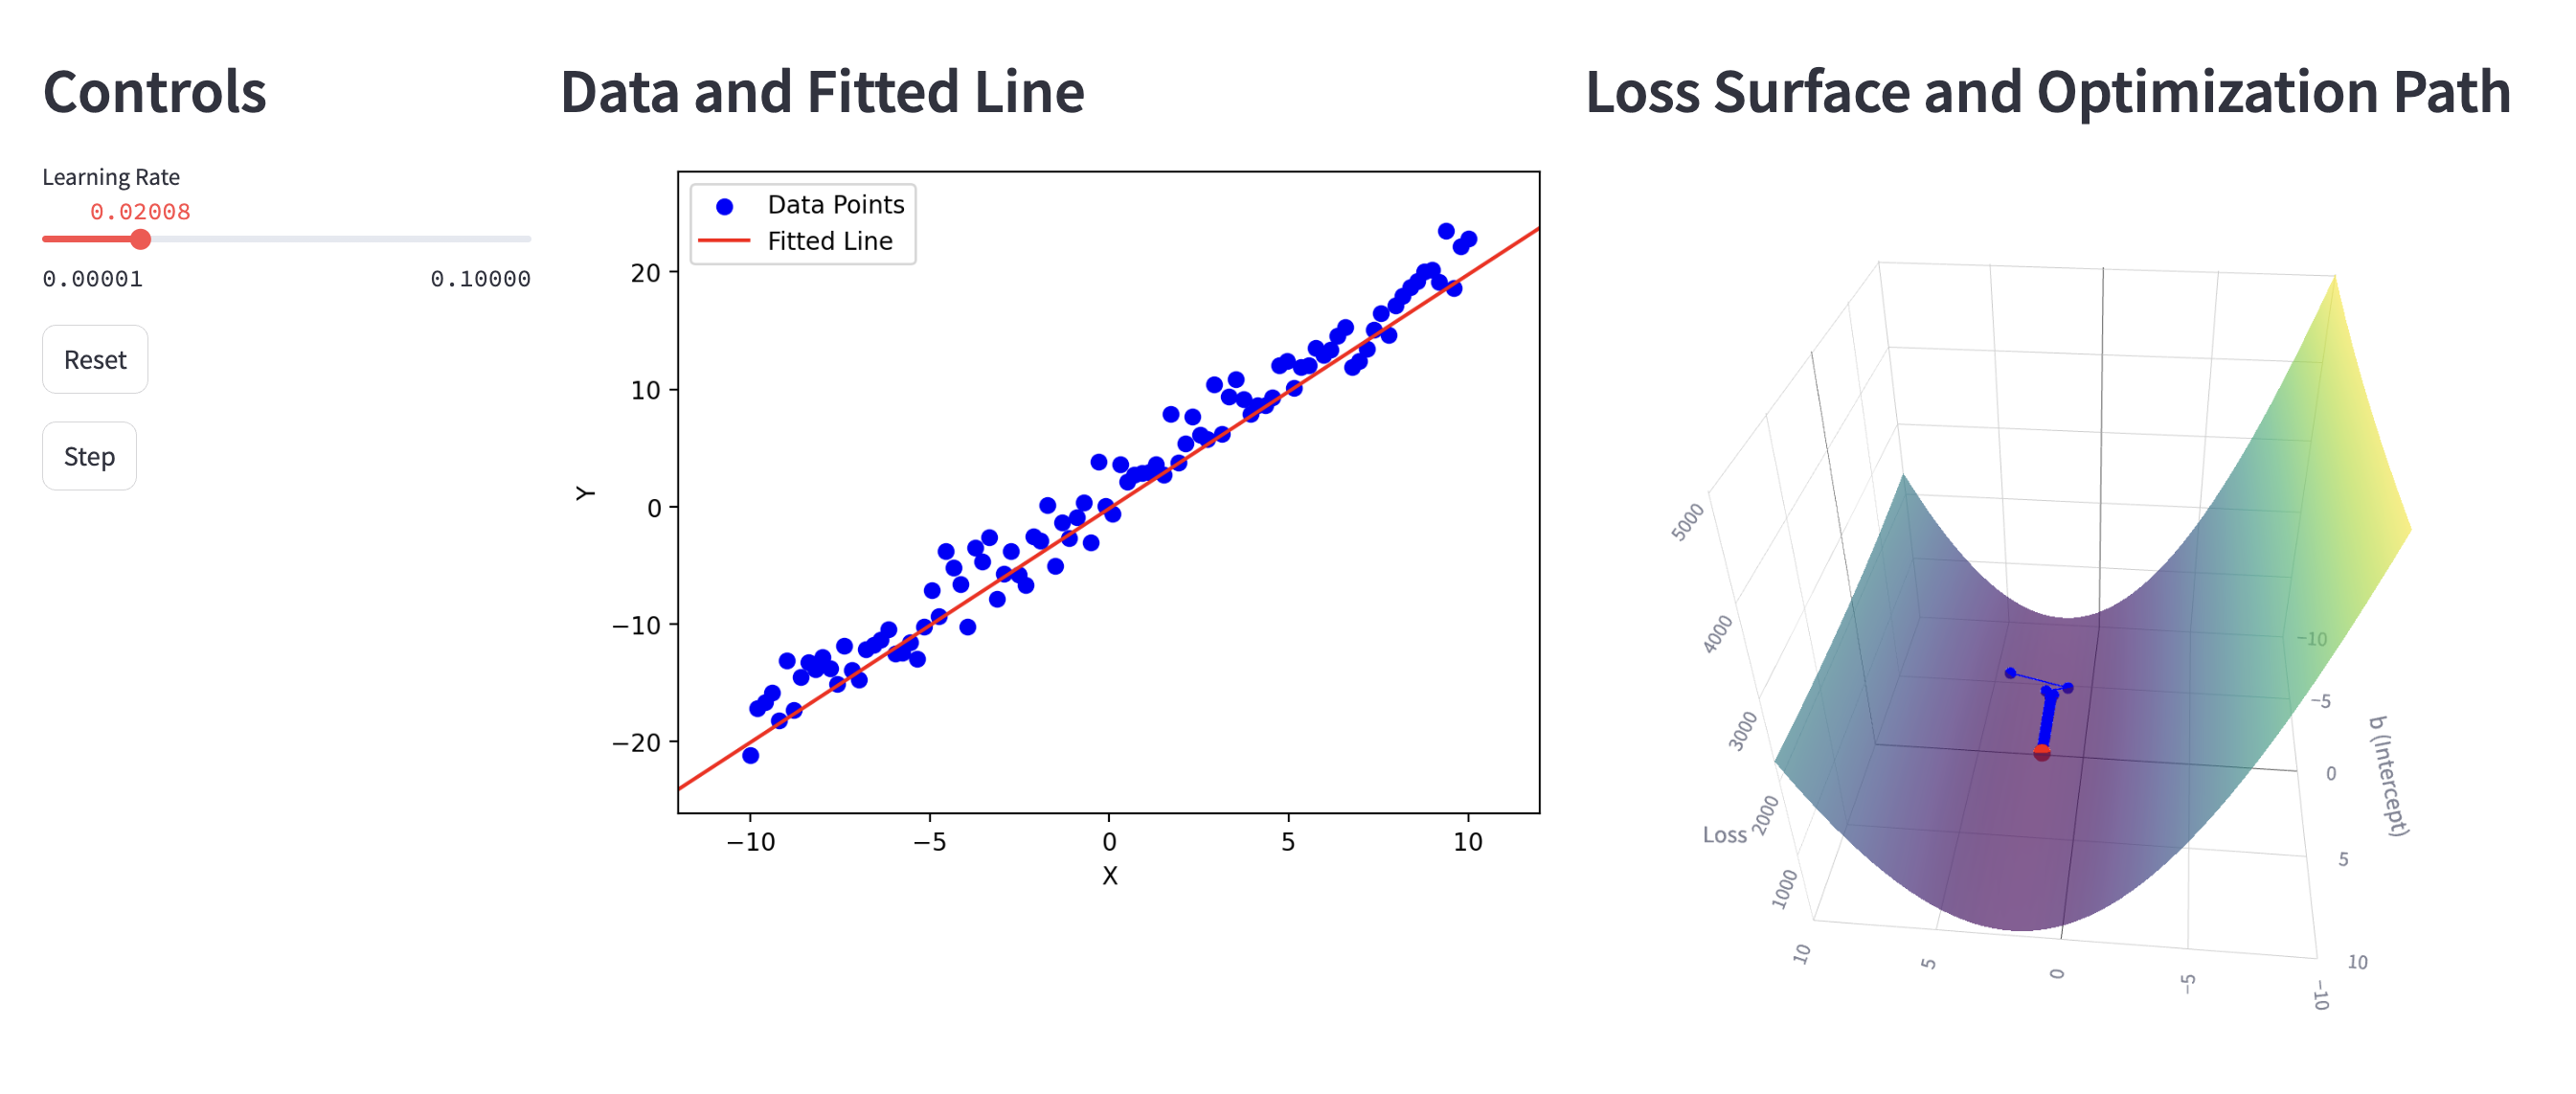 Controls
Learning Rate
0.02008
0.00001 0.10000
Reset
Step
Data and Fitted Line
Data Points
Fitted Line
20
10
0
−10
−20
Y
−10 −5 0 5 10
X
Loss Surface and Optimization Path
5000
4000
3000
2000
1000
Loss
10 5 0 −5 −10
−10
−5
0
5
10
b (Intercept)